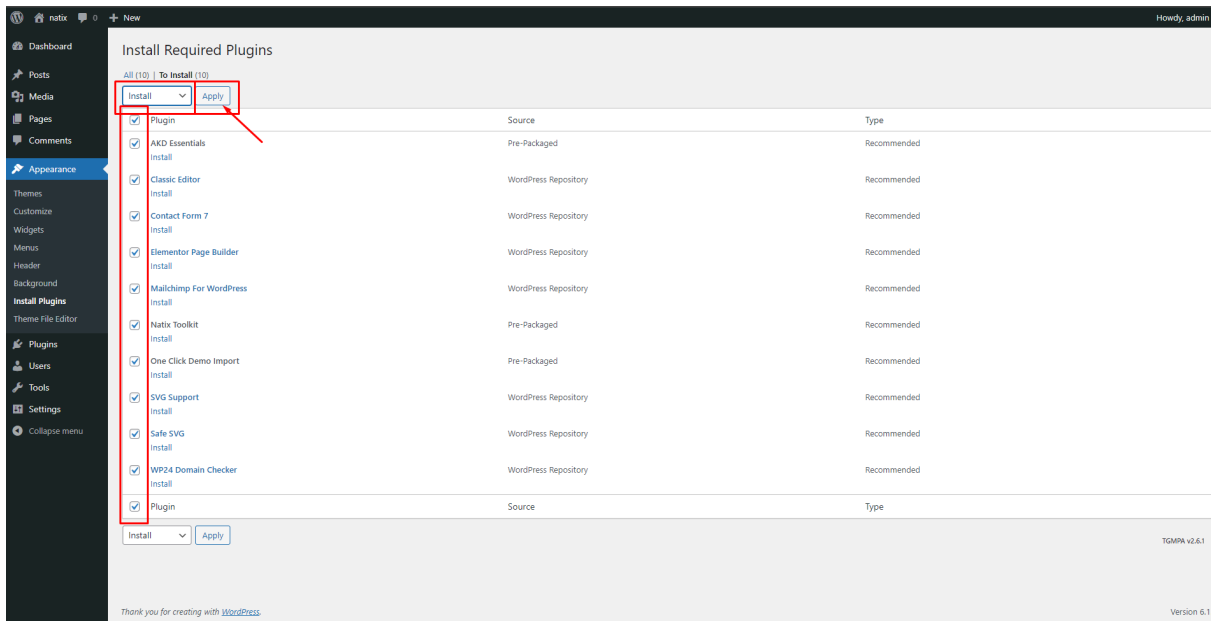 natix 0 + New Howdy, admin
Dashboard
Posts
Media
Pages
Comments
Appearance
Themes
Customize
Widgets
Menus
Header
Background
Install Plugins
Theme File Editor
Plugins
Users
Tools
Settings
Collapse menu
Install Required Plugins
All (10) | To Install (10)
Install Apply
Plugin Source Type
AKD Essentials Pre-Packaged Recommended
Install
Classic Editor WordPress Repository Recommended
Install
Contact Form 7 WordPress Repository Recommended
Install
Elementor Page Builder WordPress Repository Recommended
Install
Mailchimp For WordPress WordPress Repository Recommended
Install
Natix Toolkit Pre-Packaged Recommended
Install
One Click Demo Import Pre-Packaged Recommended
Install
SVG Support WordPress Repository Recommended
Install
Safe SVG WordPress Repository Recommended
Install
WP24 Domain Checker WordPress Repository Recommended
Install
Plugin Source Type
Install Apply
TGMPA v2.6.1
Thank you for creating with WordPress. Version 6.1